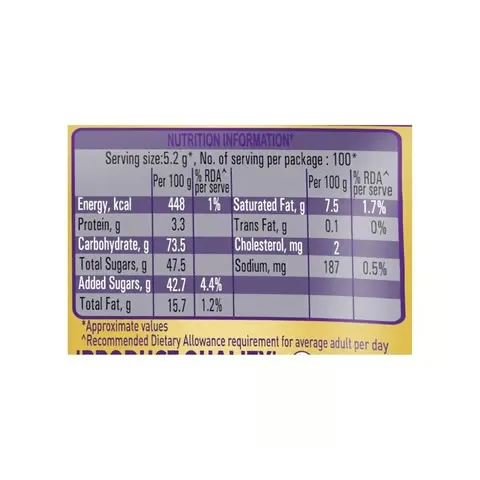 NUTRITION INFORMATION*
Serving size:5.2 g*, No. of serving per package : 100*
Per 100 g % RDA^ per serve Per 100 g % RDA^ per serve
Energy, kcal 448 1% Saturated Fat, g 7.5 1.7%
Protein, g 3.3 Trans Fat, g 0.1 0%
Carbohydrate, g 73.5 Cholesterol, mg 2
Total Sugars, g 47.5 Sodium, mg 187 0.5%
Added Sugars, g 42.7 4.4%
Total Fat, g 15.7 1.2%
*Approximate values
^Recommended Dietary Allowance requirement for average adult per day
'PRODUCT QUALITY'